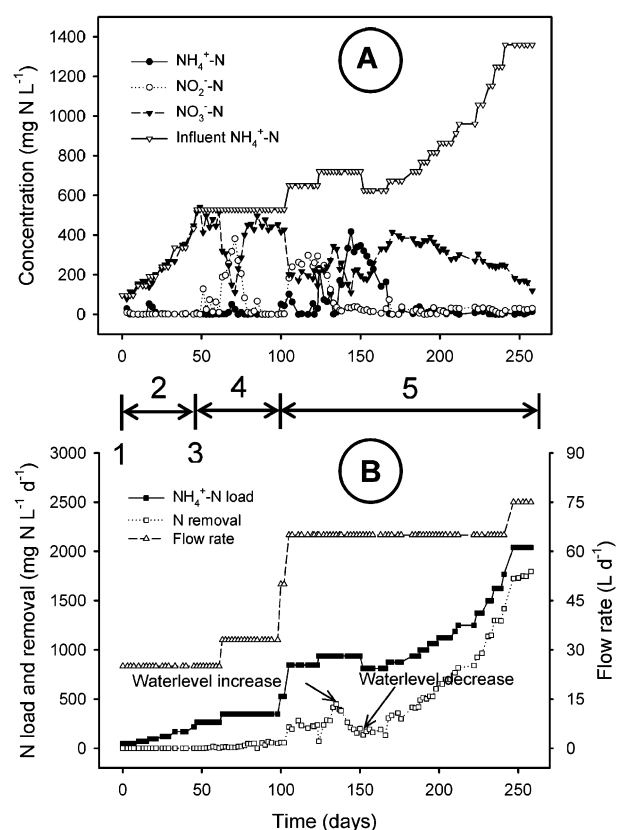 1400
1200
1000
800
600
400
200
0
Concentration (mg N L⁻¹)
A
NH₄⁺-N
NO₂⁻-N
NO₃⁻-N
Influent NH₄⁺-N
0 50 100 150 200 250
2 4 5
1 3
3000
2500
2000
1500
1000
500
0
N load and removal (mg N L⁻¹ d⁻¹)
B
NH₄⁺-N load
N removal
Flow rate
Waterlevel increase
Waterlevel decrease
90
75
60
45
30
15
0
Flow rate (L d⁻¹)
0 50 100 150 200 250
Time (days)